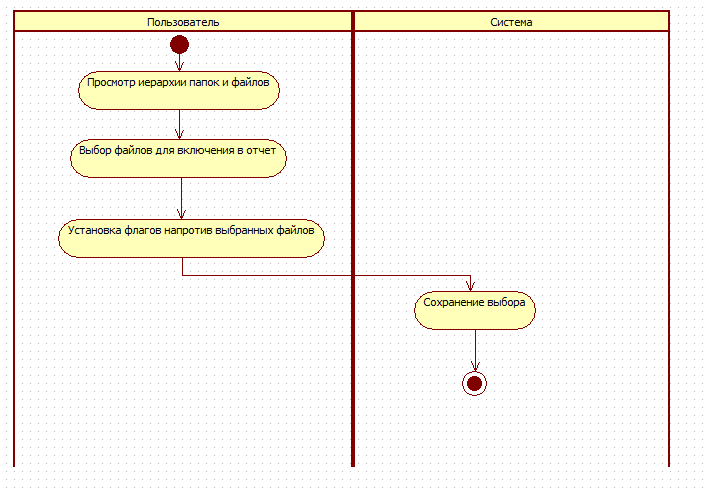 Пользователь
Система
Просмотр иерархии папок и файлов
Выбор файлов для включения в отчет
Установка флагов напротив выбранных файлов
Сохранение выбора